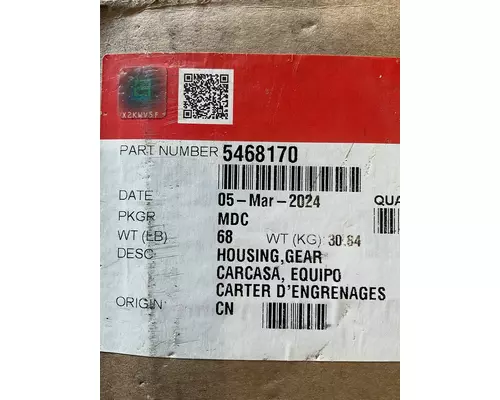 X2KWV5F
PART NUMBER 5468170
DATE 05-Mar-2024
QUA
PKGR MDC
WT (LB) 68 WT (KG) 30.84
DESC HOUSING,GEAR
CARCASA, EQUIPO
CARTER D'ENGRENAGES
ORIGIN CN